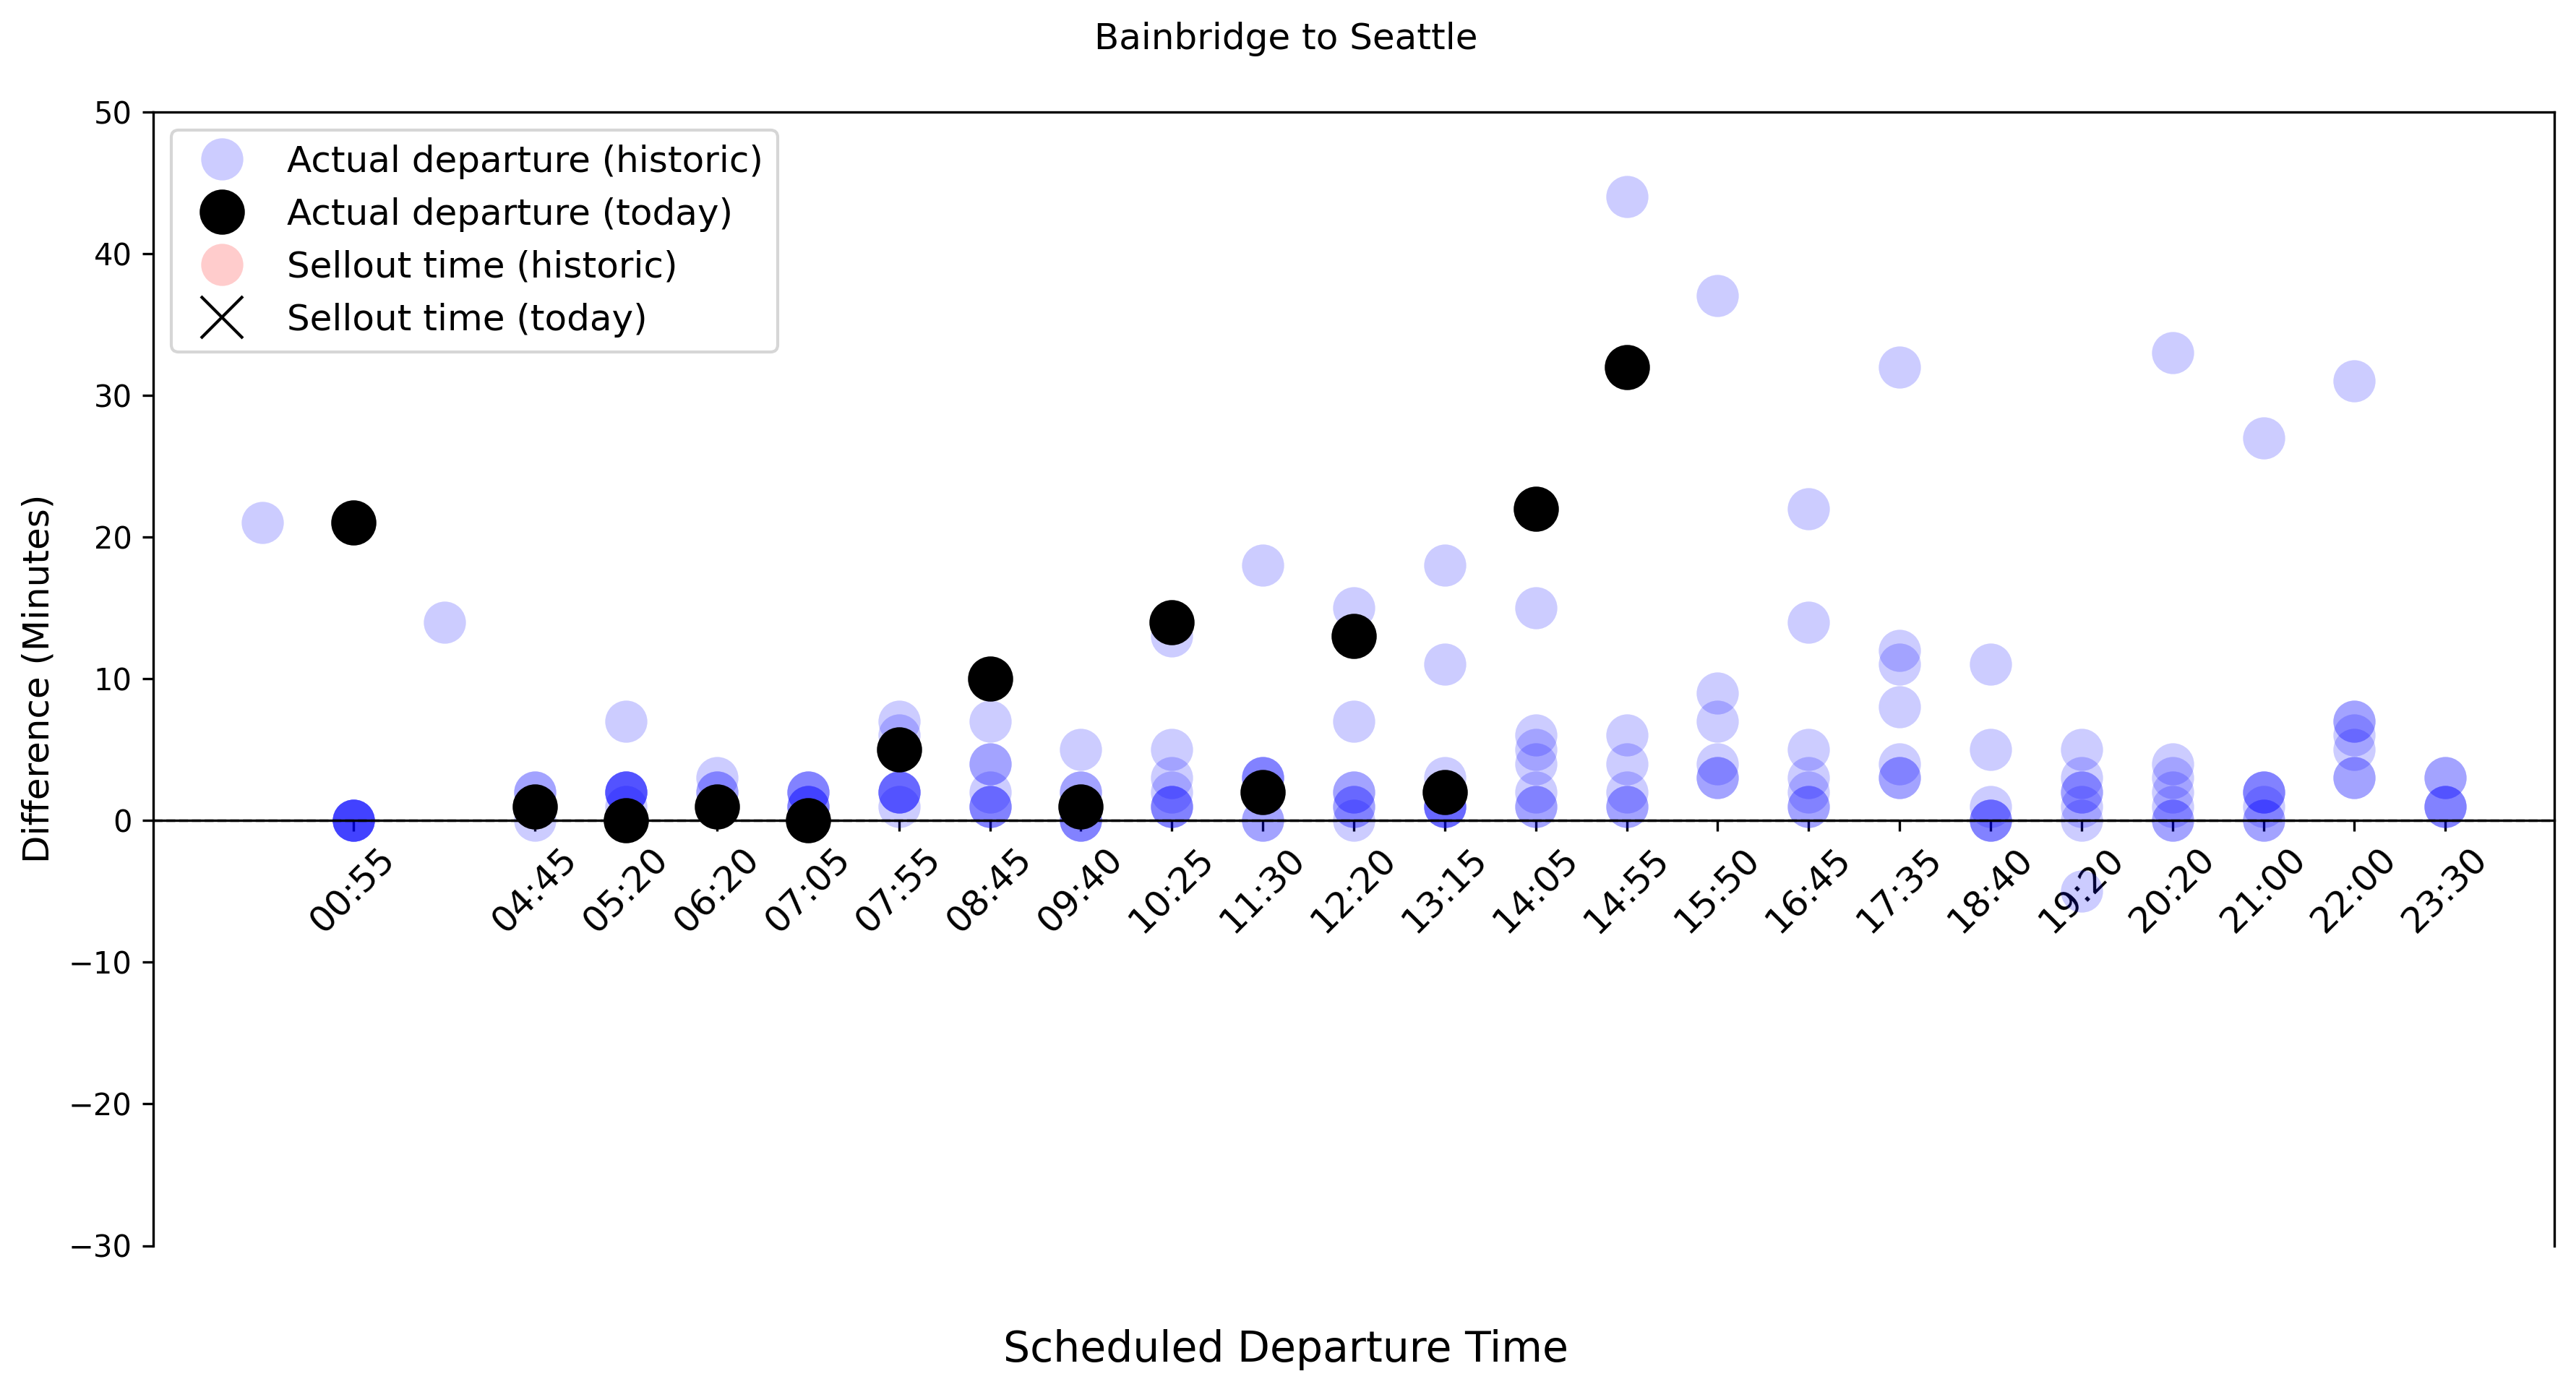 Bainbridge to Seattle
Actual departure (historic)
Actual departure (today)
Sellout time (historic)
Sellout time (today)
Difference (Minutes)
50
40
30
20
10
0
−10
−20
−30
00:55 04:45 05:20 06:20 07:05 07:55 08:45 09:40 10:25 11:30 12:20 13:15 14:05 14:55 15:50 16:45 17:35 18:40 19:20 20:20 21:00 22:00 23:30
Scheduled Departure Time